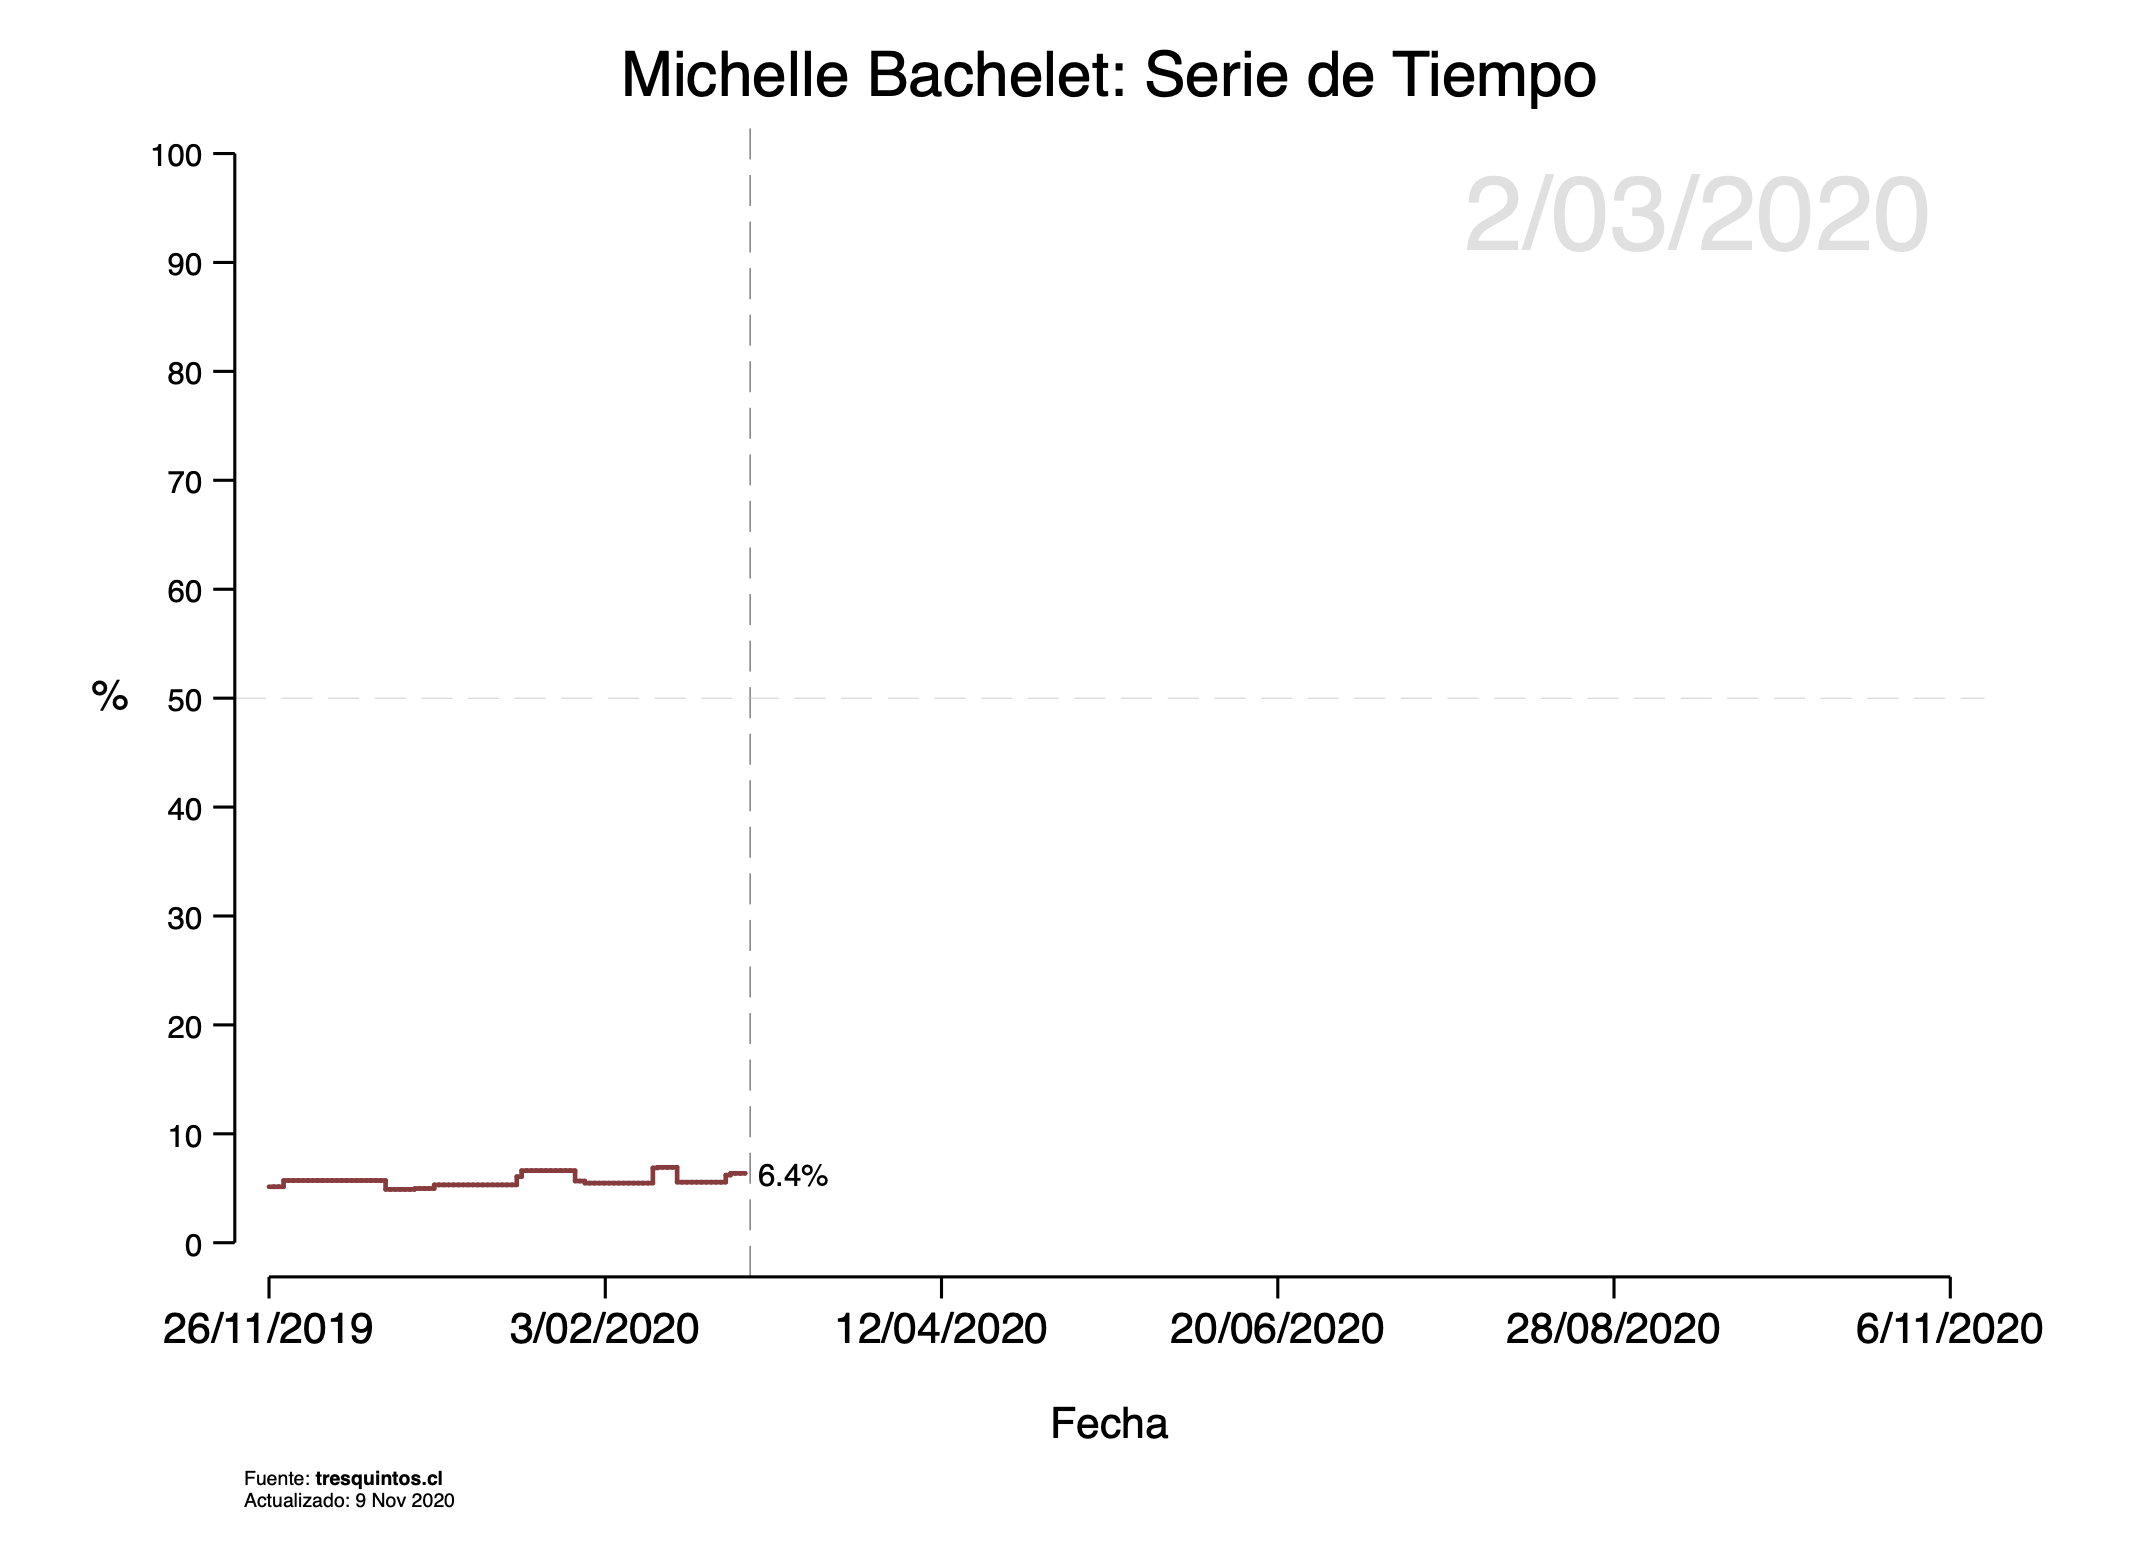 Michelle Bachelet: Serie de Tiempo
2/03/2020
100
90
80
70
60
%
50
40
30
20
10
0
6.4%
26/11/2019 3/02/2020 12/04/2020 20/06/2020 28/08/2020 6/11/2020
Fecha
Fuente: tresquintos.cl
Actualizado: 9 Nov 2020